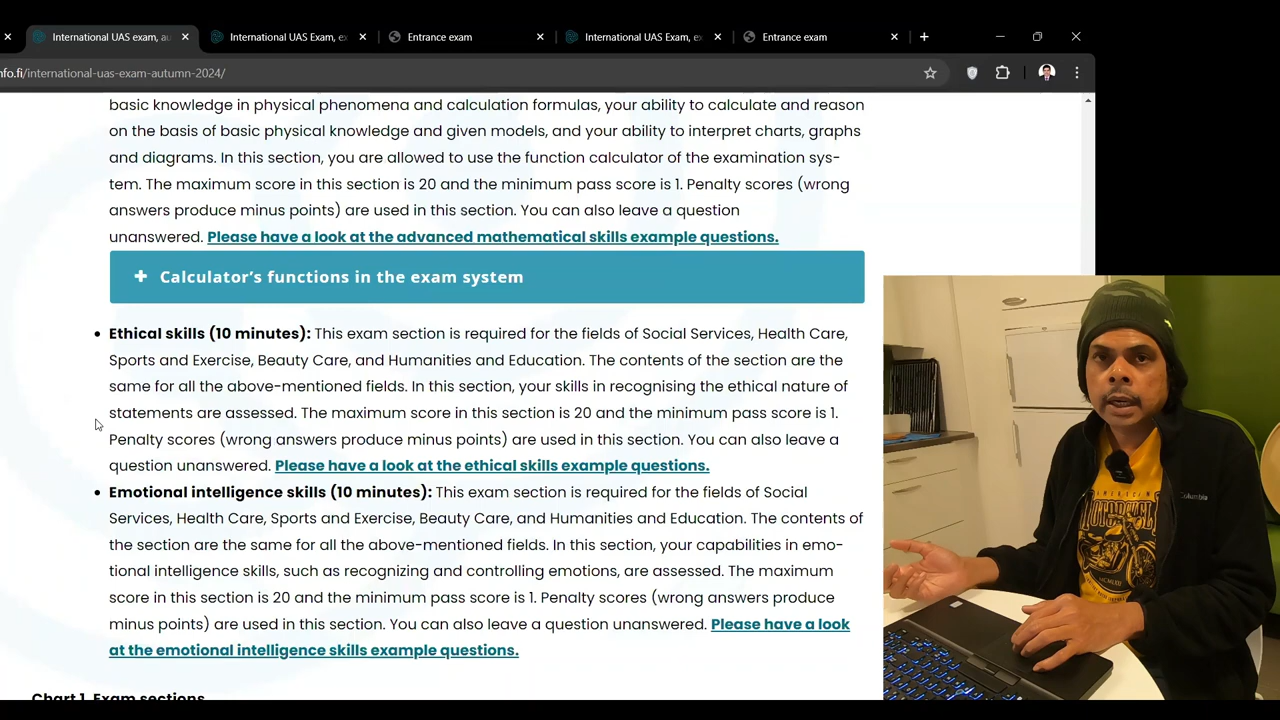 International UAS exam, au
International UAS Exam, ex
Entrance exam
International UAS Exam, ex
Entrance exam
nfo.fi/international-uas-exam-autumn-2024/
basic knowledge in physical phenomena and calculation formulas, your ability to calculate and reason
on the basis of basic physical knowledge and given models, and your ability to interpret charts, graphs
and diagrams. In this section, you are allowed to use the function calculator of the examination sys-
tem. The maximum score in this section is 20 and the minimum pass score is 1. Penalty scores (wrong
answers produce minus points) are used in this section. You can also leave a question
unanswered. Please have a look at the advanced mathematical skills example questions.
+ Calculator's functions in the exam system
• Ethical skills (10 minutes): This exam section is required for the fields of Social Services, Health Care,
Sports and Exercise, Beauty Care, and Humanities and Education. The contents of the section are the
same for all the above-mentioned fields. In this section, your skills in recognising the ethical nature of
statements are assessed. The maximum score in this section is 20 and the minimum pass score is 1.
Penalty scores (wrong answers produce minus points) are used in this section. You can also leave a
question unanswered. Please have a look at the ethical skills example questions.
• Emotional intelligence skills (10 minutes): This exam section is required for the fields of Social
Services, Health Care, Sports and Exercise, Beauty Care, and Humanities and Education. The contents of
the section are the same for all the above-mentioned fields. In this section, your capabilities in emo-
tional intelligence skills, such as recognizing and controlling emotions, are assessed. The maximum
score in this section is 20 and the minimum pass score is 1. Penalty scores (wrong answers produce
minus points) are used in this section. You can also leave a question unanswered. Please have a look
at the emotional intelligence skills example questions.
Chart 1. Exam sections
Columbia
AMERICAN
MOTORCYCLE